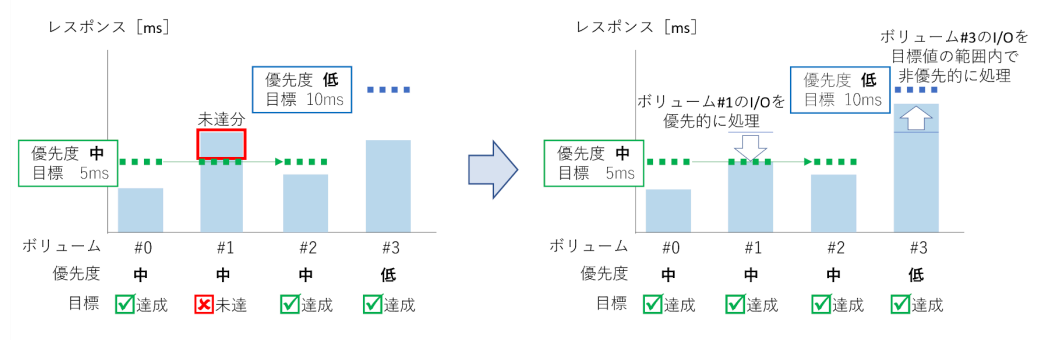 レスポンス［ms］
優先度 低
目標 10ms
未達分
優先度 中
目標 5ms
ボリューム #0 #1 #2 #3
優先度 中 中 中 低
目標 達成 未達 達成 達成
レスポンス［ms］
ボリューム#3のI/Oを
目標値の範囲内で
非優先的に処理
優先度 低
目標 10ms
ボリューム#1のI/Oを
優先的に処理
優先度 中
目標 5ms
ボリューム #0 #1 #2 #3
優先度 中 中 中 低
目標 達成 達成 達成 達成